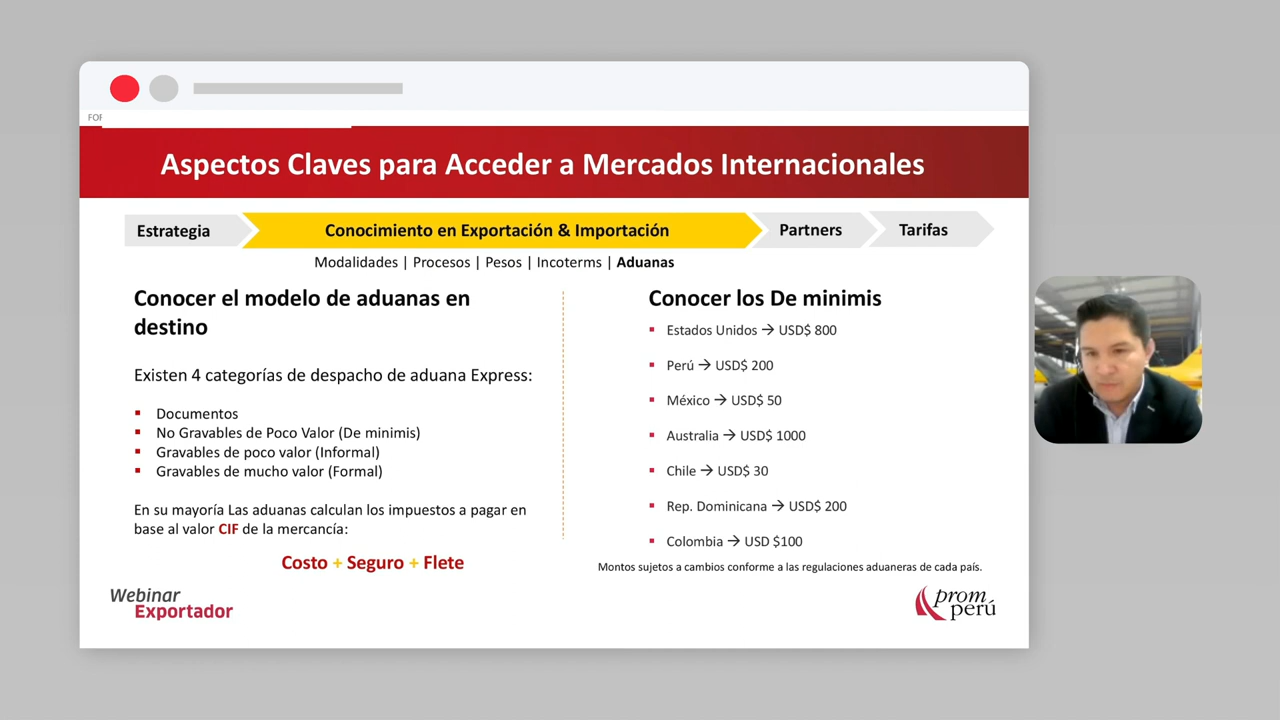 FOR
Aspectos Claves para Acceder a Mercados Internacionales
Estrategia
Conocimiento en Exportación & Importación
Partners
Tarifas
Modalidades | Procesos | Pesos | Incoterms | Aduanas
Conocer el modelo de aduanas en
destino
Existen 4 categorías de despacho de aduana Express:
▪ Documentos
▪ No Gravables de Poco Valor (De minimis)
▪ Gravables de poco valor (Informal)
▪ Gravables de mucho valor (Formal)
En su mayoría Las aduanas calculan los impuestos a pagar en
base al valor CIF de la mercancía:
Costo + Seguro + Flete
Conocer los De minimis
▪ Estados Unidos → USD$ 800
▪ Perú → USD$ 200
▪ México → USD$ 50
▪ Australia → USD$ 1000
▪ Chile → USD$ 30
▪ Rep. Dominicana → USD$ 200
▪ Colombia → USD $100
Montos sujetos a cambios conforme a las regulaciones aduaneras de cada país.
Webinar
Exportador
prom
perú